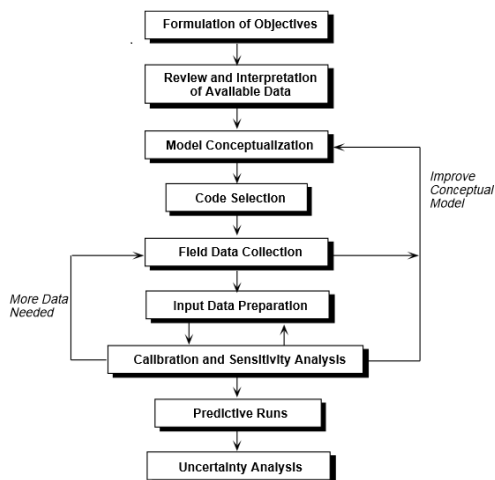 Formulation of Objectives
Review and Interpretation
of Available Data
Model Conceptualization
Improve
Conceptual
Model
Code Selection
Field Data Collection
More Data
Needed
Input Data Preparation
Calibration and Sensitivity Analysis
Predictive Runs
Uncertainty Analysis